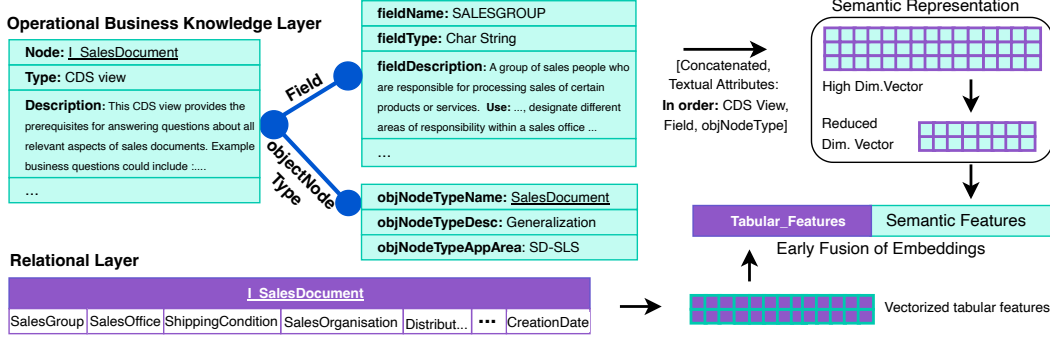 Operational Business Knowledge Layer
Node: I_SalesDocument
Type: CDS view
Description: This CDS view provides the
prerequisites for answering questions about all
relevant aspects of sales documents. Example
business questions could include :....
...
Field
objectNode
Type
fieldName: SALESGROUP
fieldType: Char String
fieldDescription: A group of sales people who
are responsible for processing sales of certain
products or services. Use: ..., designate different
areas of responsibility within a sales office ...
...
objNodeTypeName: SalesDocument
objNodeTypeDesc: Generalization
objNodeTypeAppArea: SD-SLS
[Concatenated,
Textual Attributes:
In order: CDS View,
Field, objNodeType]
Semantic Representation
High Dim.Vector
Reduced
Dim. Vector
Tabular_Features
Semantic Features
Early Fusion of Embeddings
Relational Layer
I_SalesDocument
SalesGroup SalesOffice ShippingCondition SalesOrganisation Distribut... ... CreationDate
Vectorized tabular features